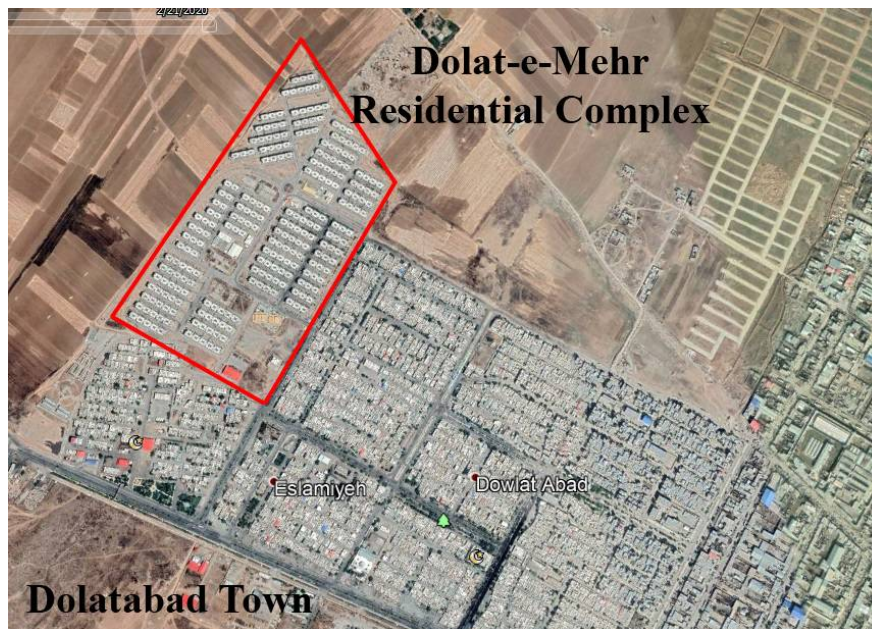 2/21/2020
Dolat-e-Mehr
Residential Complex
Eslamiyeh
Dowlat Abad
Dolatabad Town